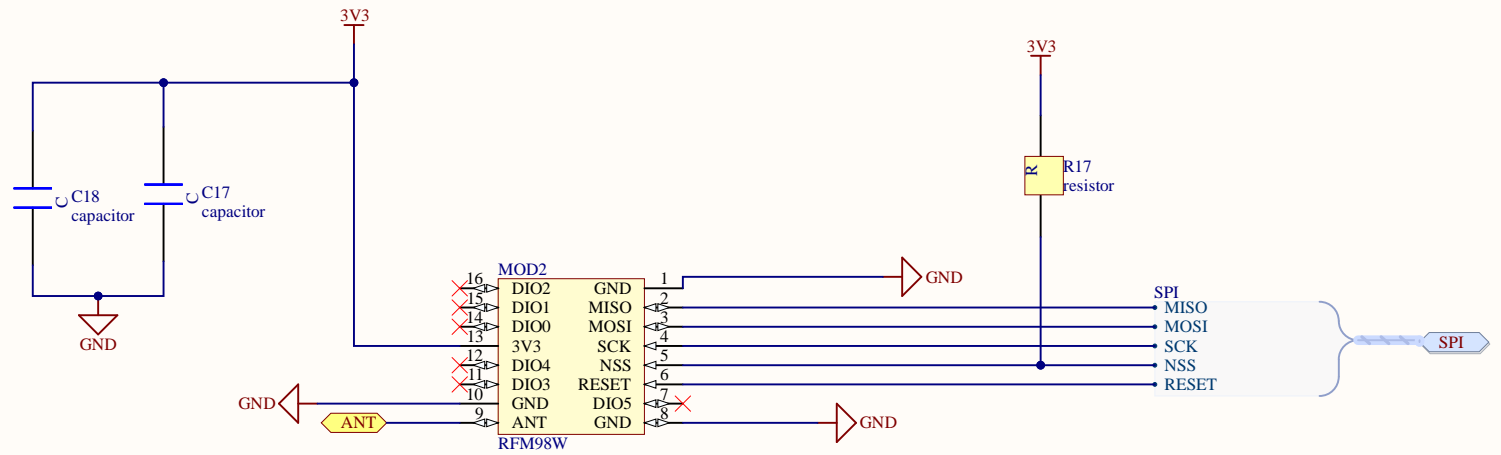 3V3
3V3
C18
capacitor
C
C17
capacitor
C
R
R17
resistor
GND
MOD2
RFM98W
16 DIO2
15 DIO1
14 DIO0
13 3V3
12 DIO4
11 DIO3
10 GND
9 ANT
GND 1
MISO 2
MOSI 3
SCK 4
NSS 5
RESET 6
DIO5 7
GND 8
GND
ANT
GND
GND
SPI
MISO
MOSI
SCK
NSS
RESET
SPI